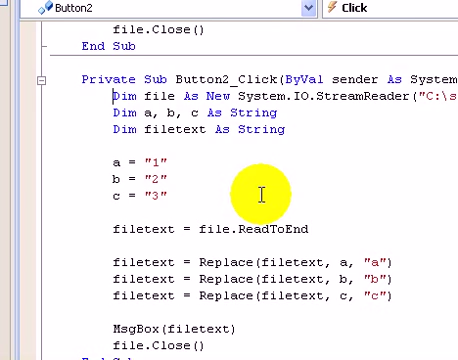 Button2 Click
file.Close()
End Sub
Private Sub Button2_Click(ByVal sender As System
Dim file As New System.IO.StreamReader("C:\s
Dim a, b, c As String
Dim filetext As String
a = "1"
b = "2"
c = "3"
filetext = file.ReadToEnd
filetext = Replace(filetext, a, "a")
filetext = Replace(filetext, b, "b")
filetext = Replace(filetext, c, "c")
MsgBox(filetext)
file.Close()
End Sub